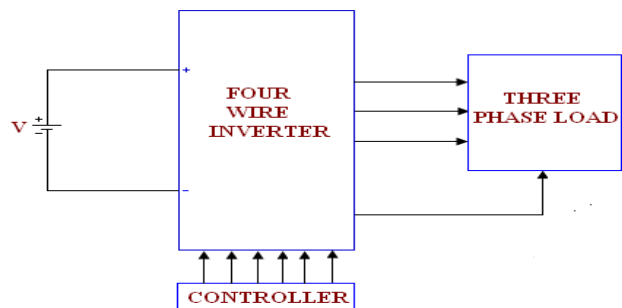 V
+
−
+
−
FOUR
WIRE
INVERTER
THREE
PHASE LOAD
CONTROLLER